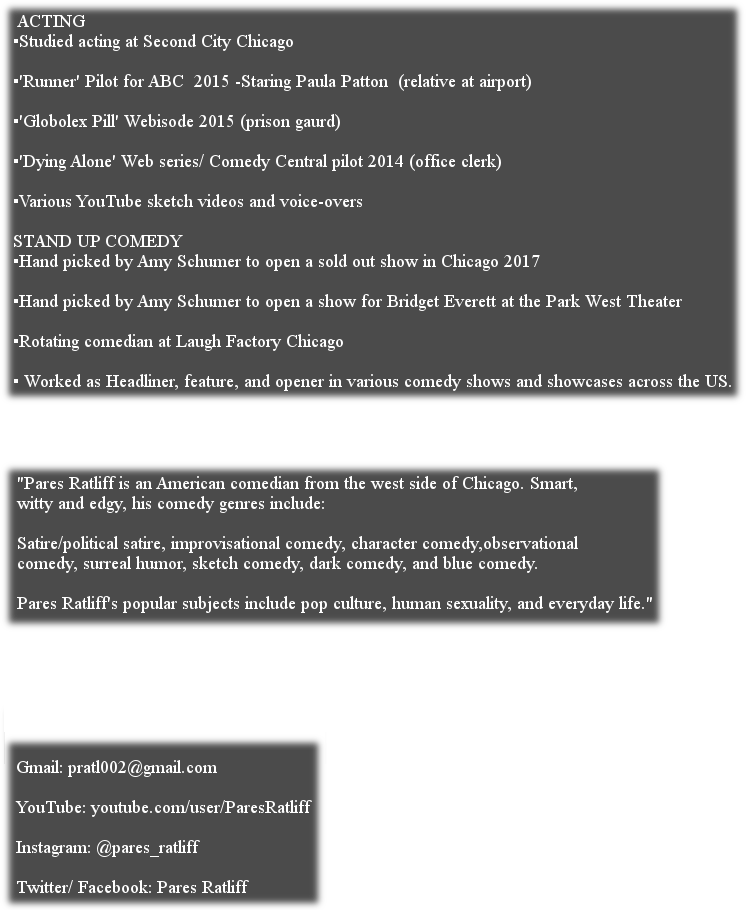 ACTING
▪Studied acting at Second City Chicago
▪'Runner' Pilot for ABC  2015 -Staring Paula Patton  (relative at airport)
▪'Globolex Pill' Webisode 2015 (prison gaurd)
▪'Dying Alone' Web series/ Comedy Central pilot 2014 (office clerk)
▪Various YouTube sketch videos and voice-overs
STAND UP COMEDY
▪Hand picked by Amy Schumer to open a sold out show in Chicago 2017
▪Hand picked by Amy Schumer to open a show for Bridget Everett at the Park West Theater
▪Rotating comedian at Laugh Factory Chicago
▪ Worked as Headliner, feature, and opener in various comedy shows and showcases across the US.
"Pares Ratliff is an American comedian from the west side of Chicago. Smart,
witty and edgy, his comedy genres include:
Satire/political satire, improvisational comedy, character comedy,observational
comedy, surreal humor, sketch comedy, dark comedy, and blue comedy.
Pares Ratliff's popular subjects include pop culture, human sexuality, and everyday life."
Gmail: pratl002@gmail.com
YouTube: youtube.com/user/ParesRatliff
Instagram: @pares_ratliff
Twitter/ Facebook: Pares Ratliff